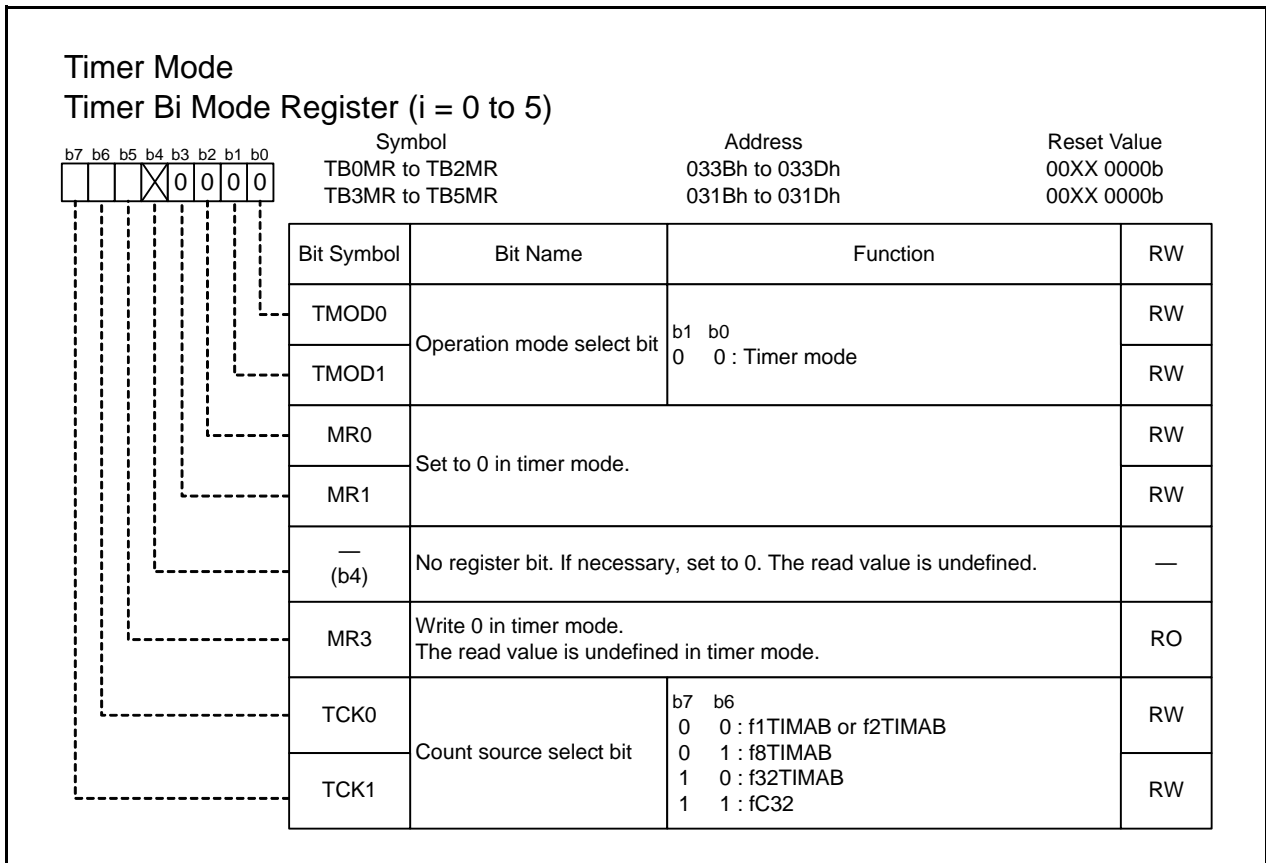 Timer Mode
Timer Bi Mode Register (i = 0 to 5)
Symbol Address Reset Value
b7 b6 b5 b4 b3 b2 b1 b0
TB0MR to TB2MR 033Bh to 033Dh 00XX 0000b
0 0 0 0
TB3MR to TB5MR 031Bh to 031Dh 00XX 0000b
Bit Symbol Bit Name Function RW
TMOD0 RW
Operation mode select bit
b1 b0
0 0 : Timer mode
TMOD1 RW
MR0 RW
Set to 0 in timer mode.
MR1 RW
—
(b4) No register bit. If necessary, set to 0. The read value is undefined. —
MR3 Write 0 in timer mode.
The read value is undefined in timer mode. RO
TCK0 RW
Count source select bit
b7 b6
0 0 : f1TIMAB or f2TIMAB
0 1 : f8TIMAB
1 0 : f32TIMAB
1 1 : fC32
TCK1 RW